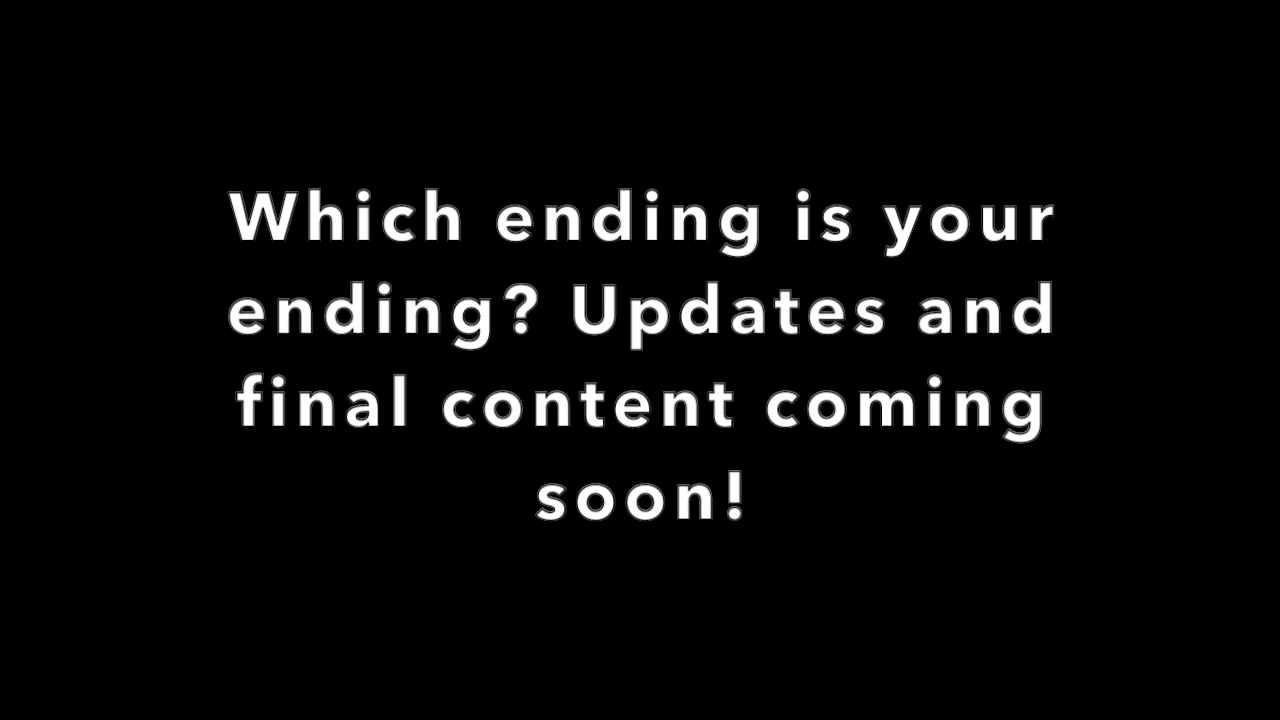 Which ending is your
ending? Updates and
final content coming
soon!